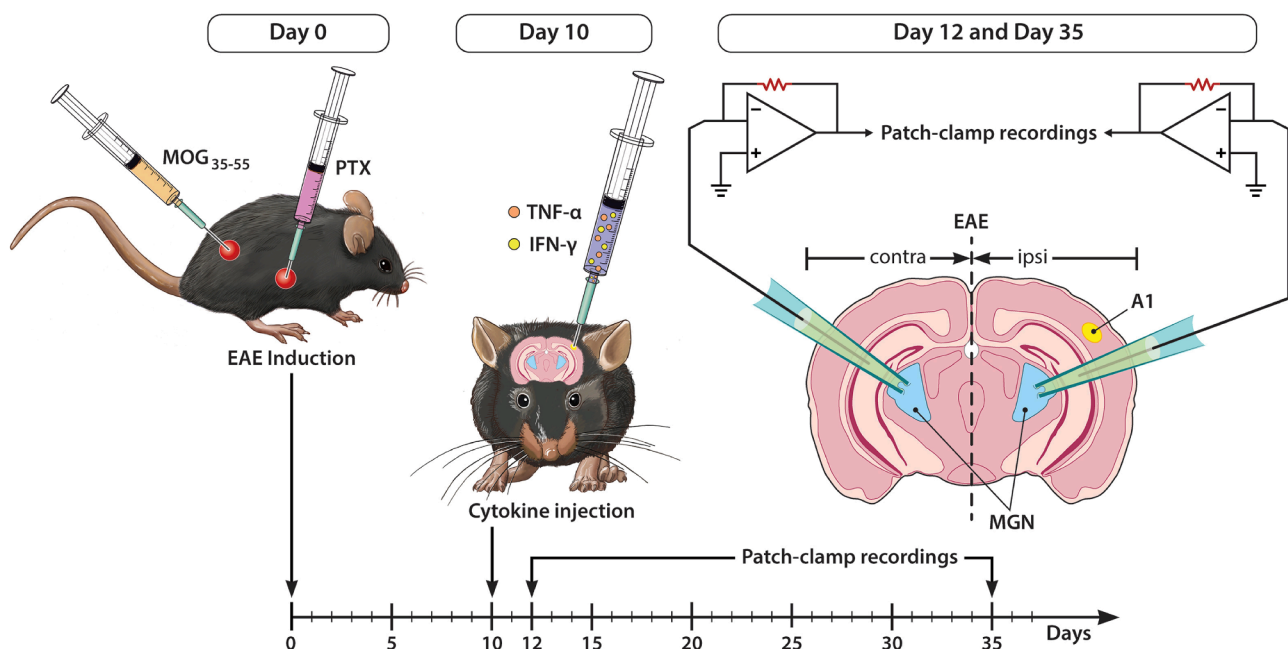 Day 0
Day 10
Day 12 and Day 35
MOG 35-55
PTX
EAE Induction
TNF-α
IFN-γ
Cytokine injection
−
+
Patch-clamp recordings
−
+
EAE
contra
ipsi
A1
MGN
Patch-clamp recordings
0
5
10
12
15
20
25
30
35
Days